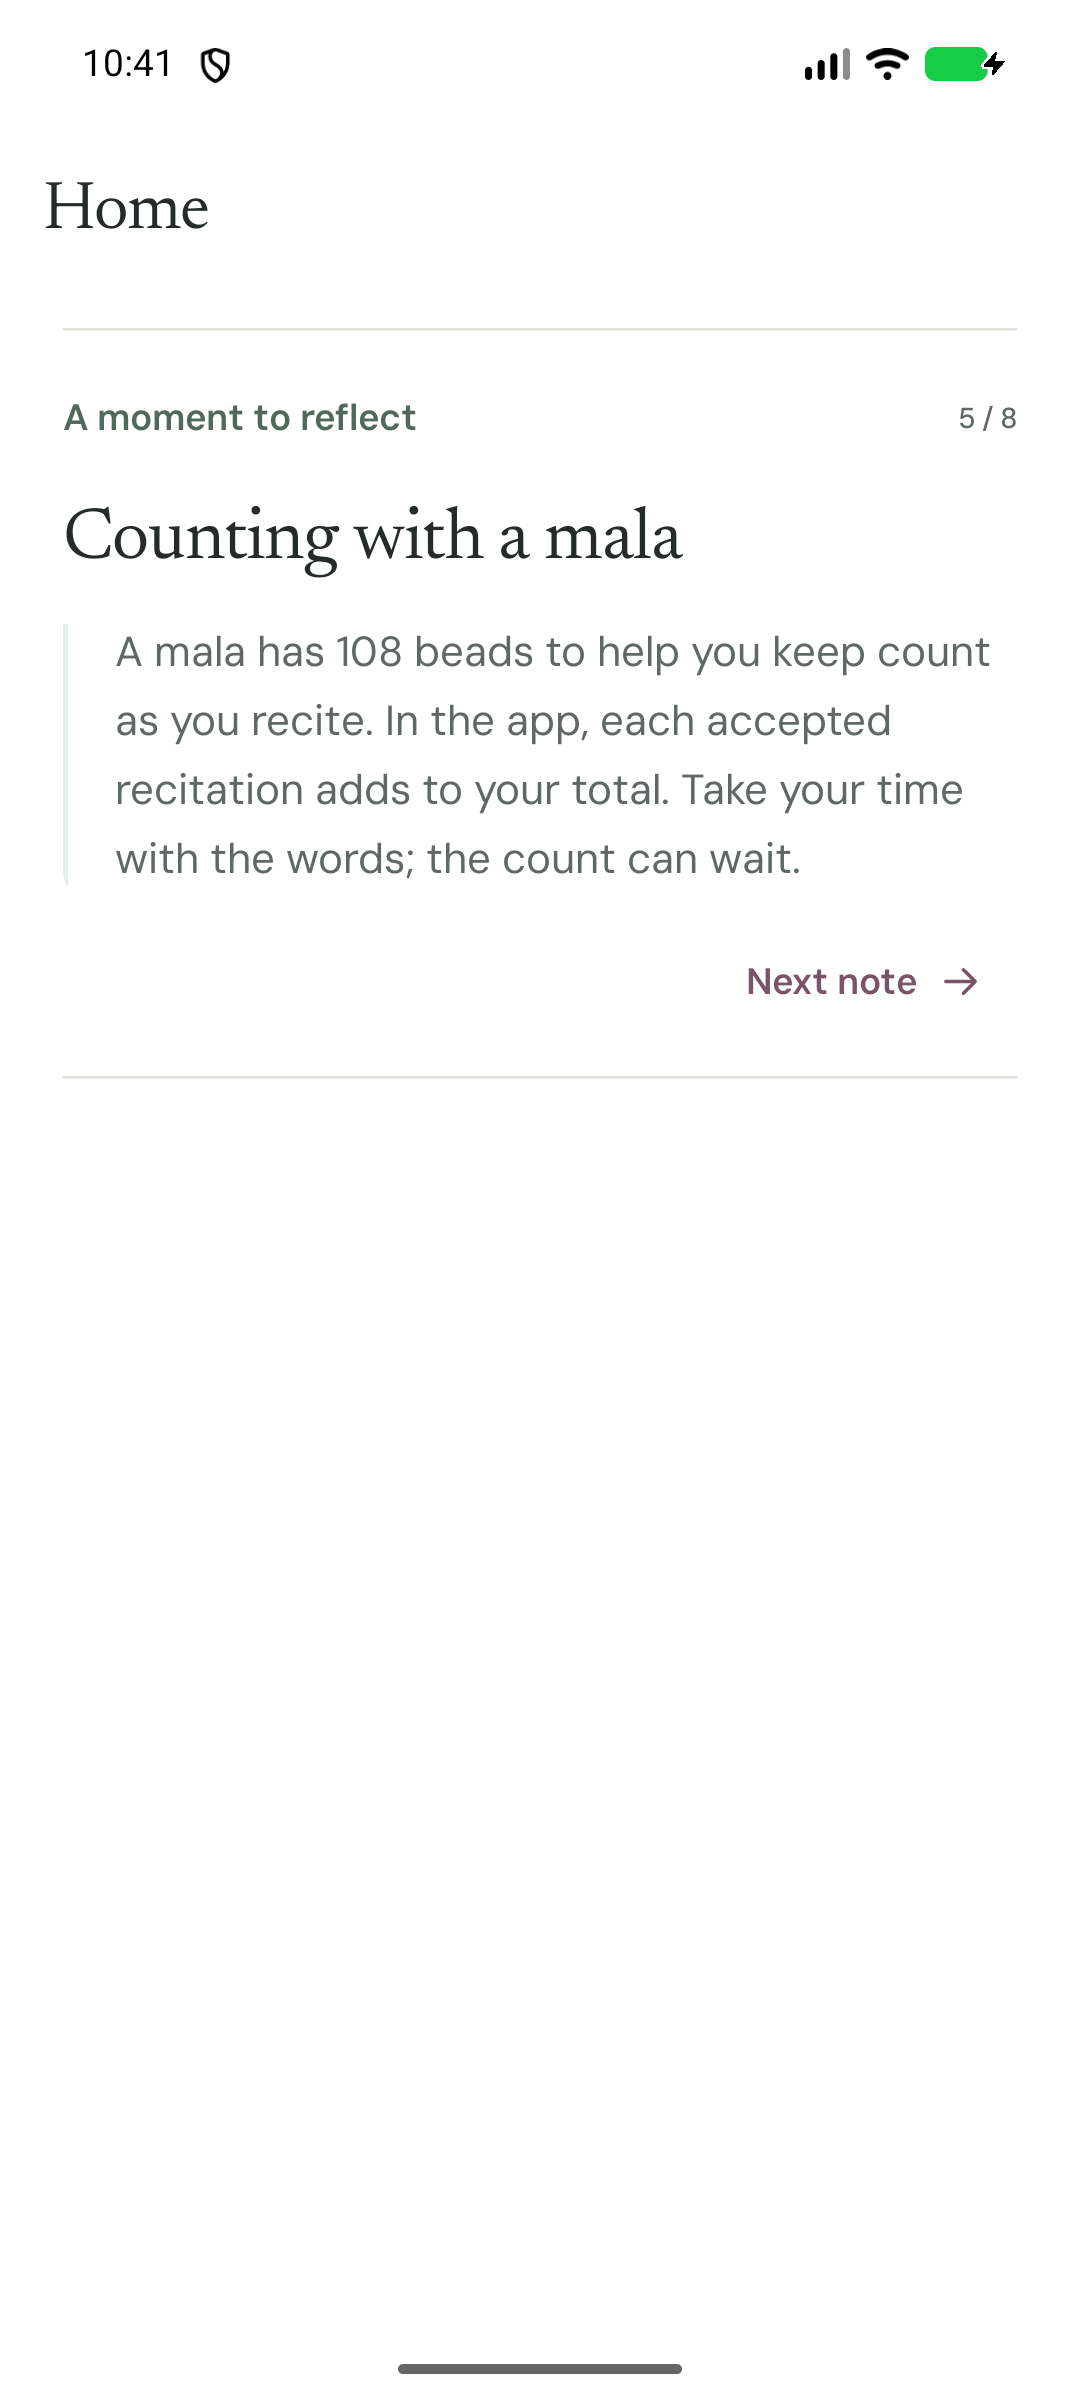 10:41
Home
A moment to reflect
5 / 8
Counting with a mala
A mala has 108 beads to help you keep count
as you recite. In the app, each accepted
recitation adds to your total. Take your time
with the words; the count can wait.
Next note →